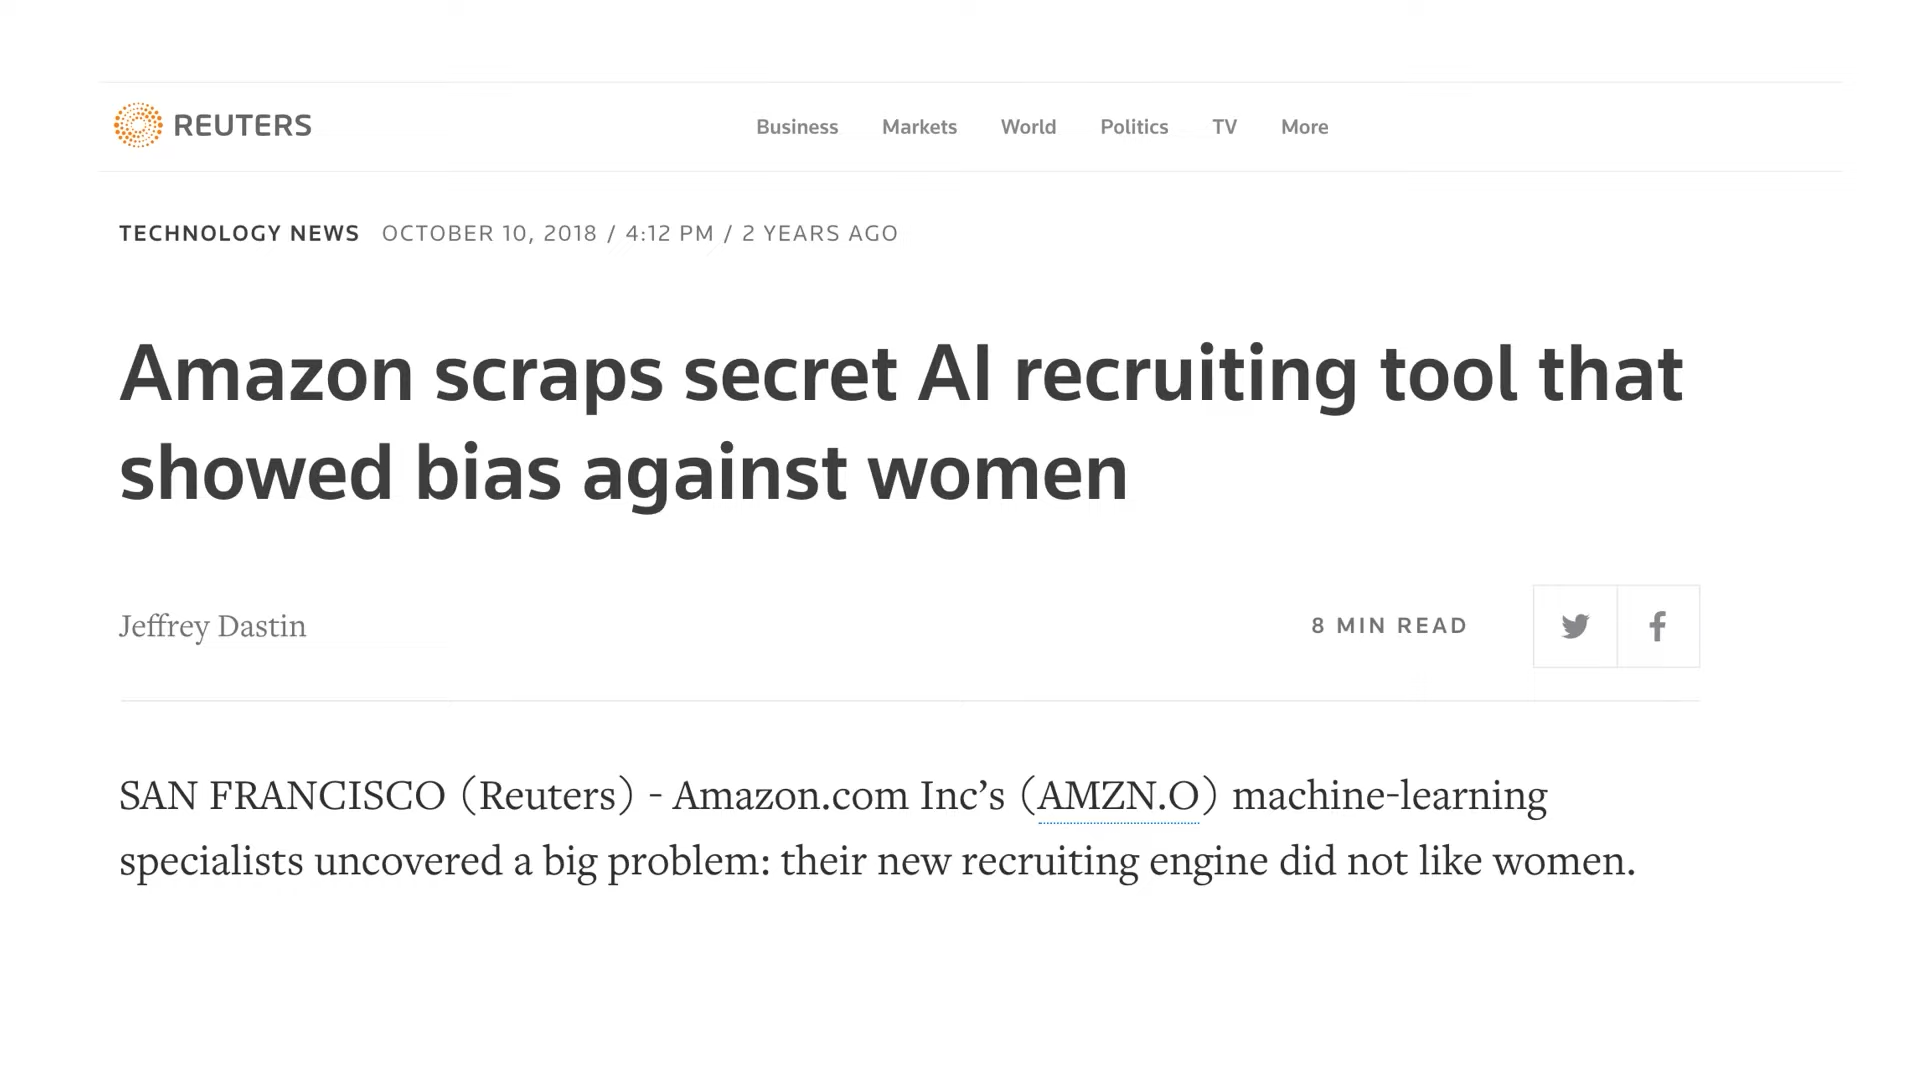 REUTERS
Business Markets World Politics TV More
TECHNOLOGY NEWS OCTOBER 10, 2018 / 4:12 PM / 2 YEARS AGO
Amazon scraps secret AI recruiting tool that
showed bias against women
Jeffrey Dastin
8 MIN READ
SAN FRANCISCO (Reuters) - Amazon.com Inc’s (AMZN.O) machine-learning
specialists uncovered a big problem: their new recruiting engine did not like women.